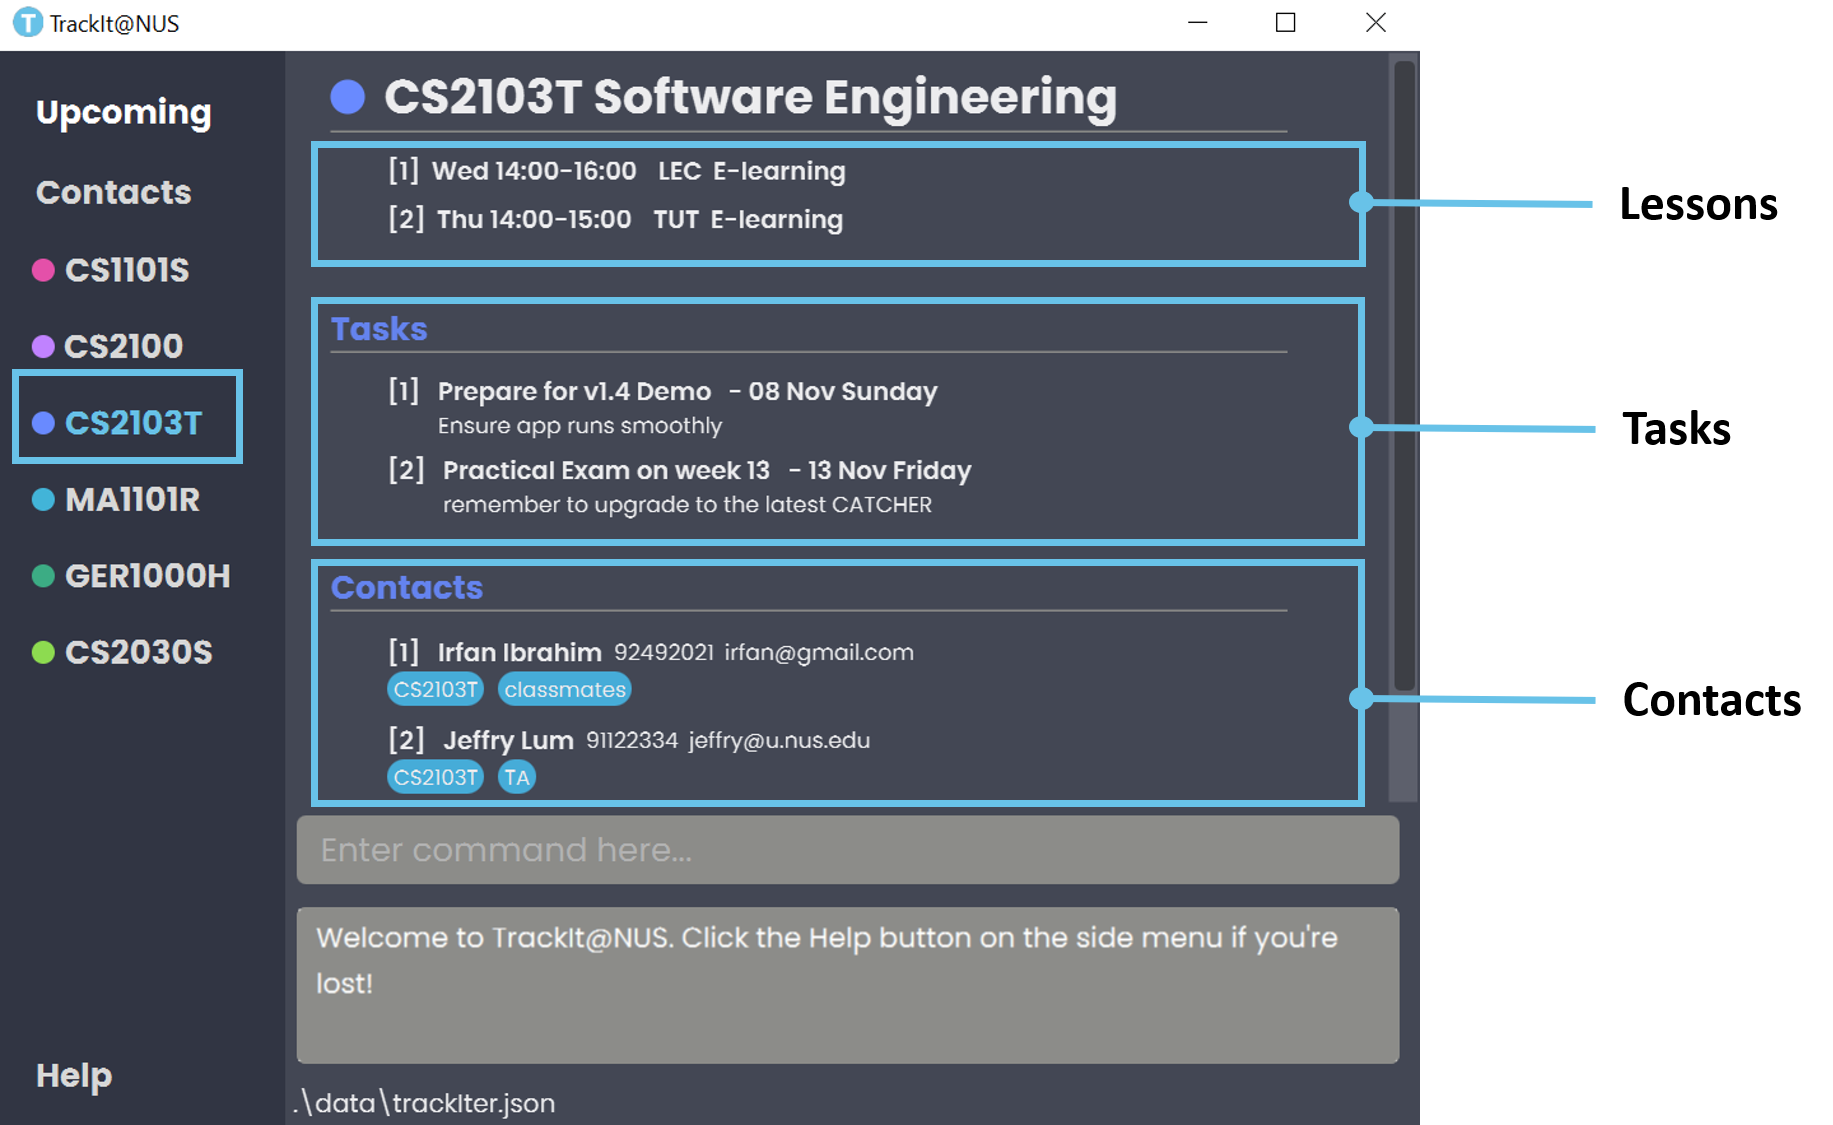 T TrackIt@NUS
Upcoming
Contacts
CS1101S
CS2100
CS2103T
MA1101R
GER1000H
CS2030S
Help
CS2103T Software Engineering
[1] Wed 14:00-16:00 LEC E-learning
[2] Thu 14:00-15:00 TUT E-learning
Tasks
[1] Prepare for v1.4 Demo - 08 Nov Sunday
Ensure app runs smoothly
[2] Practical Exam on week 13 - 13 Nov Friday
remember to upgrade to the latest CATCHER
Contacts
[1] Irfan Ibrahim 92492021 irfan@gmail.com
CS2103T classmates
[2] Jeffry Lum 91122334 jeffry@u.nus.edu
CS2103T TA
Enter command here...
Welcome to TrackIt@NUS. Click the Help button on the side menu if you're
lost!
.\data\trackIter.json
Lessons
Tasks
Contacts